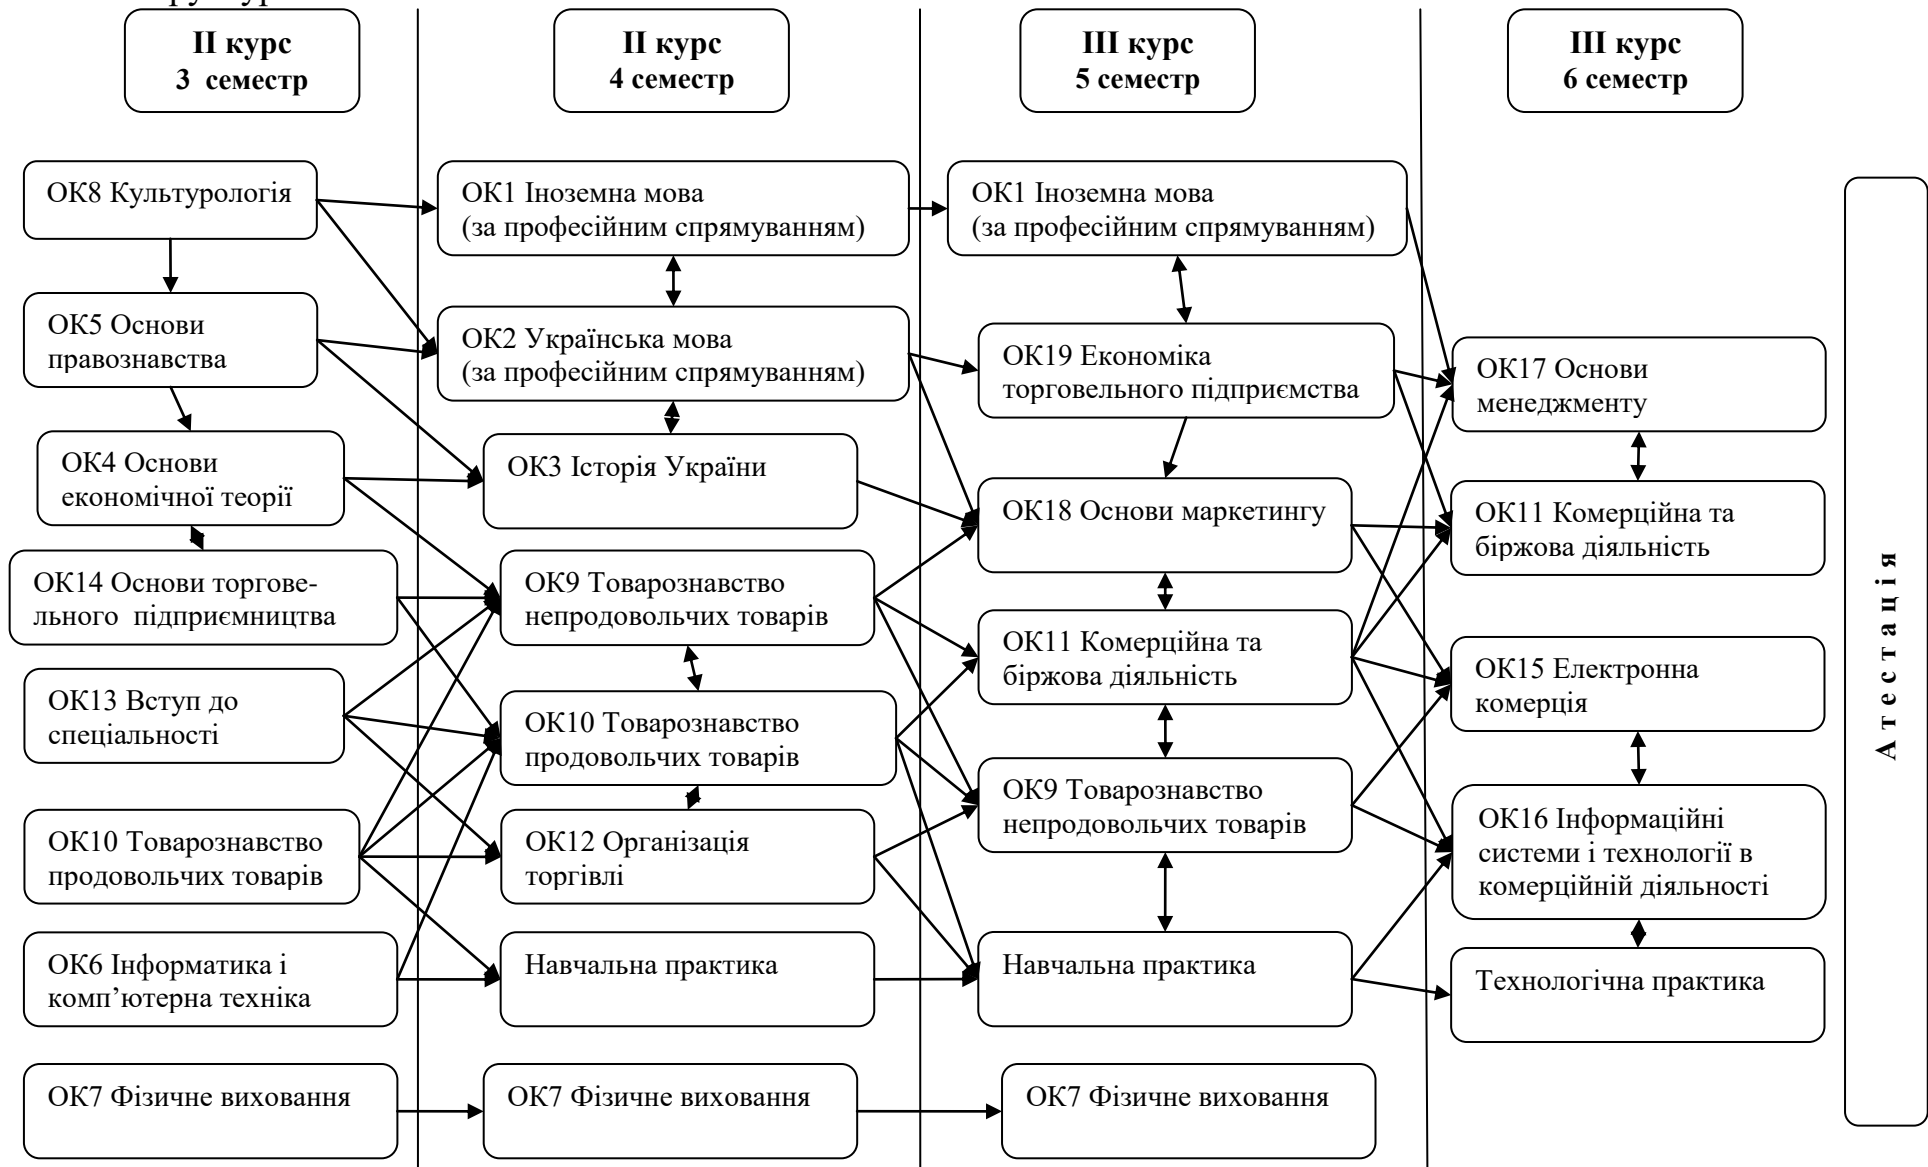 ІІ курс
3 семестр
ІІ курс
4 семестр
ІІІ курс
5 семестр
ІІІ курс
6 семестр
ОК8 Культурологія
ОК5 Основи
правознавства
ОК4 Основи
економічної теорії
ОК14 Основи торгове-
льного підприємництва
ОК13 Вступ до
спеціальності
ОК10 Товарознавство
продовольчих товарів
ОК6 Інформатика і
комп’ютерна техніка
ОК7 Фізичне виховання
ОК1 Іноземна мова
(за професійним спрямуванням)
ОК2 Українська мова
(за професійним спрямуванням)
ОК3 Історія України
ОК9 Товарознавство
непродовольчих товарів
ОК10 Товарознавство
продовольчих товарів
ОК12 Організація
торгівлі
Навчальна практика
ОК7 Фізичне виховання
ОК1 Іноземна мова
(за професійним спрямуванням)
ОК19 Економіка
торговельного підприємства
ОК18 Основи маркетингу
ОК11 Комерційна та
біржова діяльність
ОК9 Товарознавство
непродовольчих товарів
Навчальна практика
ОК7 Фізичне виховання
ОК17 Основи
менеджменту
ОК11 Комерційна та
біржова діяльність
ОК15 Електронна
комерція
ОК16 Інформаційні
системи і технології в
комерційній діяльності
Технологічна практика
Атестація